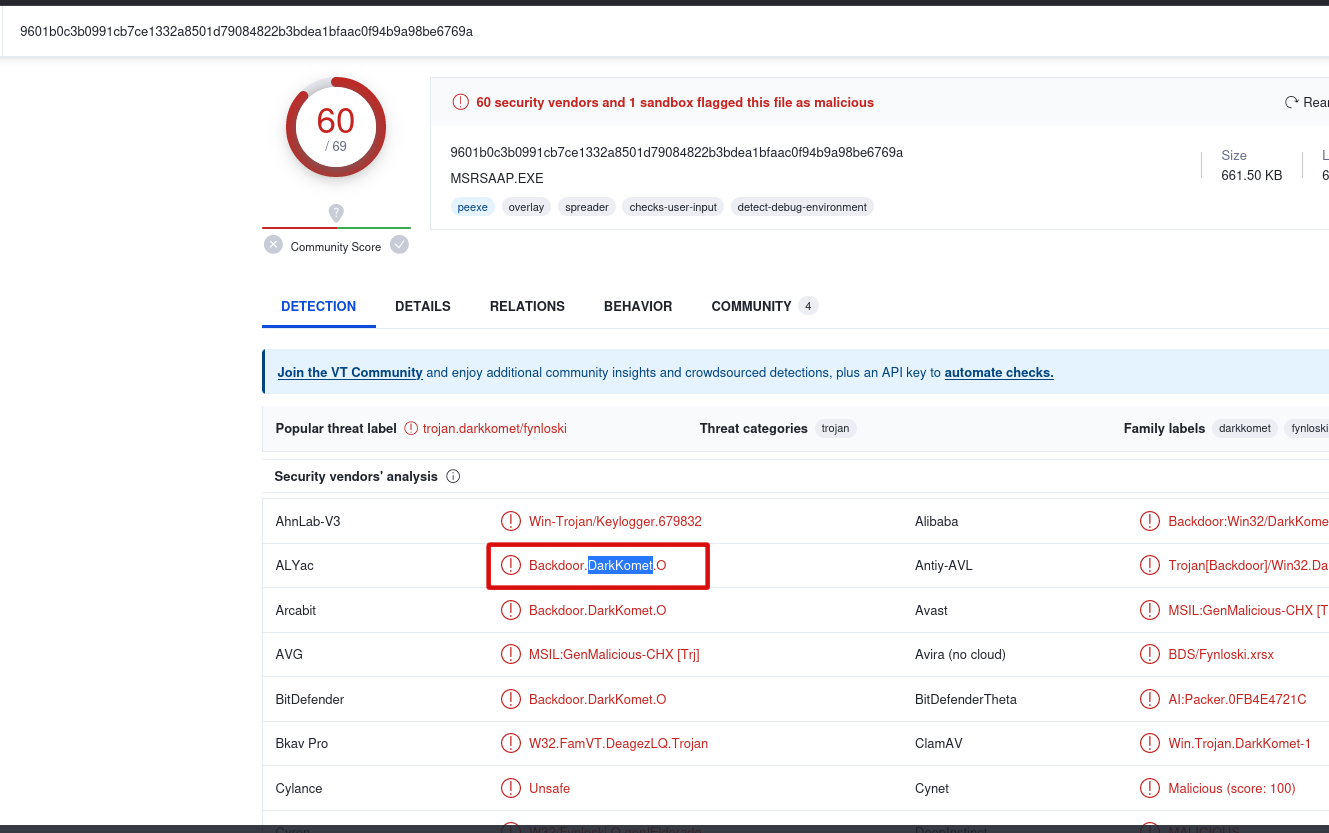 9601b0c3b0991cb7ce1332a8501d79084822b3bdea1bfaac0f94b9a98be6769a
60
/ 69
60 security vendors and 1 sandbox flagged this file as malicious
Rear
9601b0c3b0991cb7ce1332a8501d79084822b3bdea1bfaac0f94b9a98be6769a
MSRSAAP.EXE
peexe overlay spreader checks-user-input detect-debug-environment
Size
661.50 KB
L
6
?
Community Score
DETECTION DETAILS RELATIONS BEHAVIOR COMMUNITY 4
Join the VT Community and enjoy additional community insights and crowdsourced detections, plus an API key to automate checks.
Popular threat label trojan.darkkomet/fynloski Threat categories trojan Family labels darkkomet fynloski
Security vendors' analysis
AhnLab-V3 Win-Trojan/Keylogger.679832 Alibaba Backdoor:Win32/DarkKome
ALYac Backdoor.DarkKomet.O Antiy-AVL Trojan[Backdoor]/Win32.Da
Arcabit Backdoor.DarkKomet.O Avast MSIL:GenMalicious-CHX [T
AVG MSIL:GenMalicious-CHX [Trj] Avira (no cloud) BDS/Fynloski.xrsx
BitDefender Backdoor.DarkKomet.O BitDefenderTheta AI:Packer.0FB4E4721C
Bkav Pro W32.FamVT.DeagezLQ.Trojan ClamAV Win.Trojan.DarkKomet-1
Cylance Unsafe Cynet Malicious (score: 100)